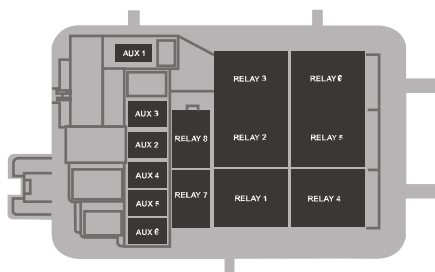 AUX 1
RELAY 3
RELAY 6
AUX 3
AUX 2
RELAY 8
RELAY 2
RELAY 5
AUX 4
AUX 5
RELAY 7
RELAY 1
RELAY 4
AUX 6